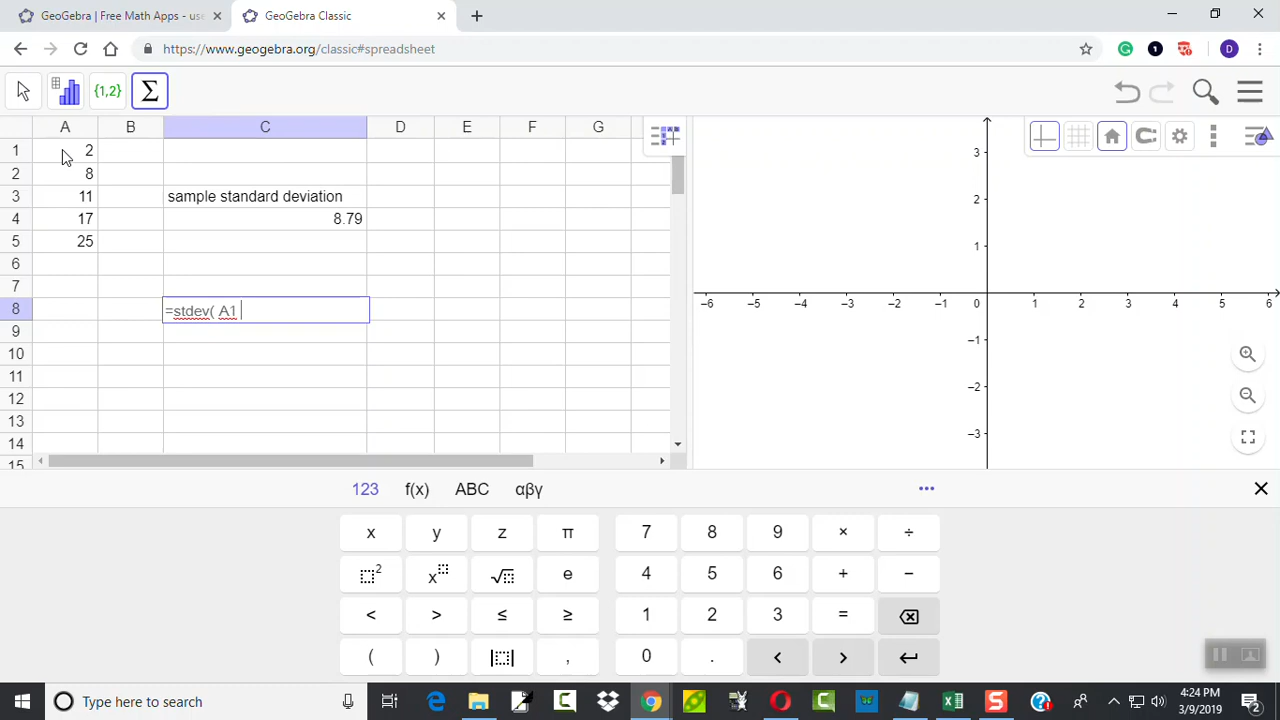 GeoGebra | Free Math Apps - use
GeoGebra Classic
https://www.geogebra.org/classic#spreadsheet
1
D
{1,2}
Σ
A B C D E F G
1 2
2 8
3 11 sample standard deviation
4 17 8.79
5 25
6
7
8 =stdev( A1
9
10
11
12
13
14
15
3
2
1
−6 −5 −4 −3 −2 −1 0 1 2 3 4 5 6
−1
−2
−3
123 f(x) ABC αβγ
x y z π 7 8 9 × ÷
2 x √ e 4 5 6 + −
< > ≤ ≥ 1 2 3 =
( ) , 0 . < >
Type here to search
4:24 PM
3/9/2019
2